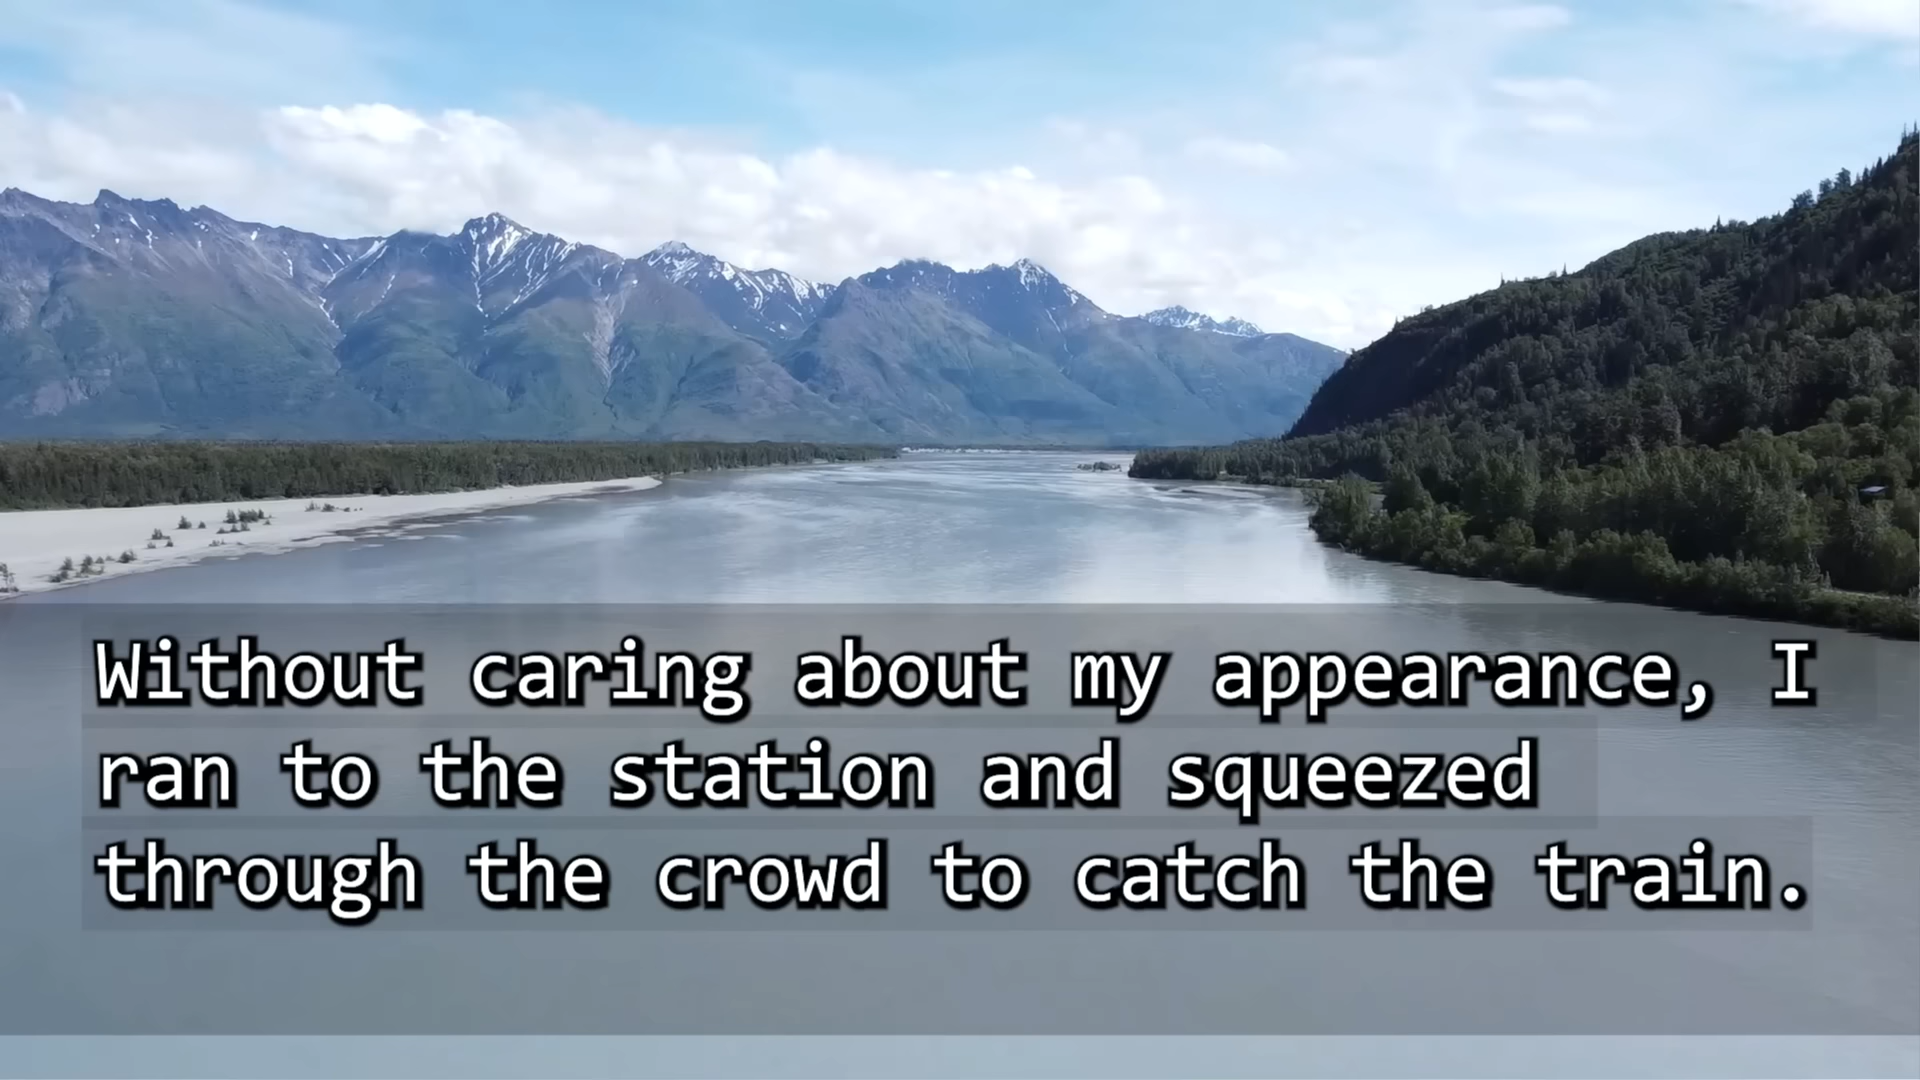 Without caring about my appearance, I
ran to the station and squeezed
through the crowd to catch the train.